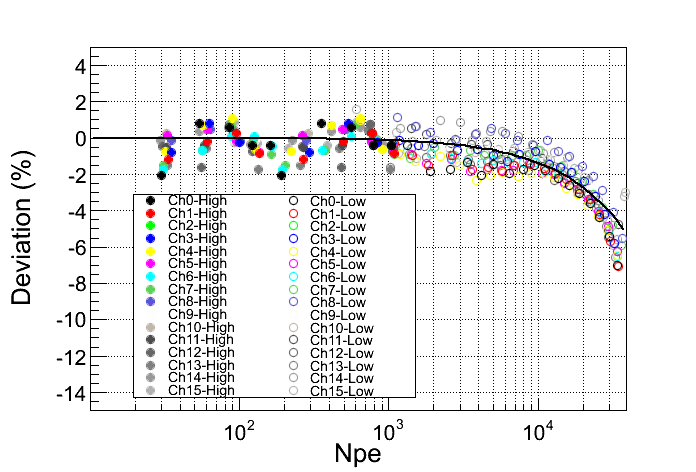 Deviation (%)
4
2
0
-2
-4
-6
-8
-10
-12
-14
Ch0-High Ch0-Low
Ch1-High Ch1-Low
Ch2-High Ch2-Low
Ch3-High Ch3-Low
Ch4-High Ch4-Low
Ch5-High Ch5-Low
Ch6-High Ch6-Low
Ch7-High Ch7-Low
Ch8-High Ch8-Low
Ch9-High Ch9-Low
Ch10-High Ch10-Low
Ch11-High Ch11-Low
Ch12-High Ch12-Low
Ch13-High Ch13-Low
Ch14-High Ch14-Low
Ch15-High Ch15-Low
10² 10³ 10⁴
Npe